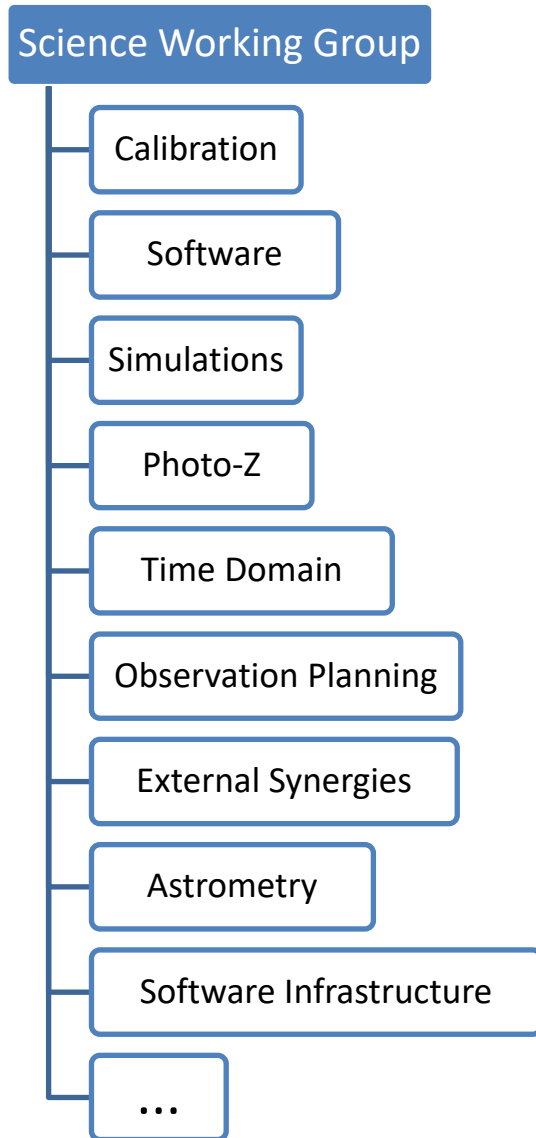 Science Working Group
Calibration
Software
Simulations
Photo-Z
Time Domain
Observation Planning
External Synergies
Astrometry
Software Infrastructure
...